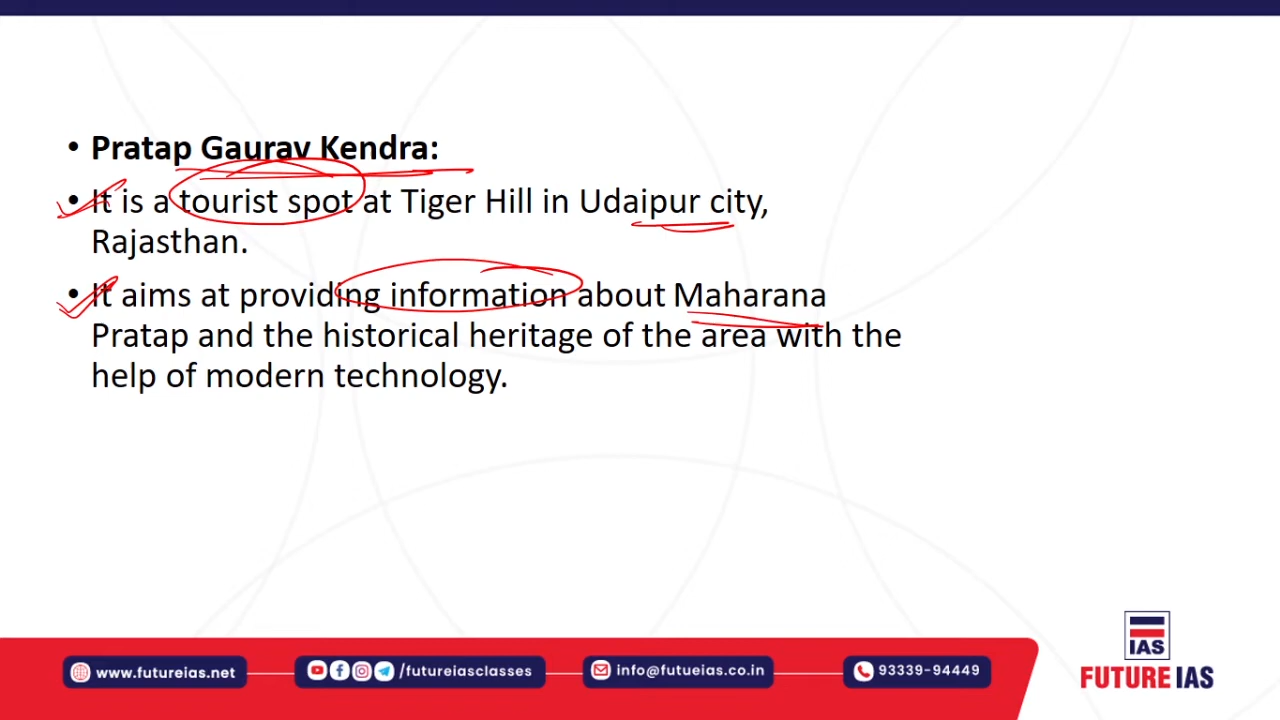 • Pratap Gaurav Kendra:
• It is a tourist spot at Tiger Hill in Udaipur city,
Rajasthan.
• It aims at providing information about Maharana
Pratap and the historical heritage of the area with the
help of modern technology.
IAS
FUTURE IAS
www.futureias.net
/futureiasclasses
info@futueias.co.in
93339-94449